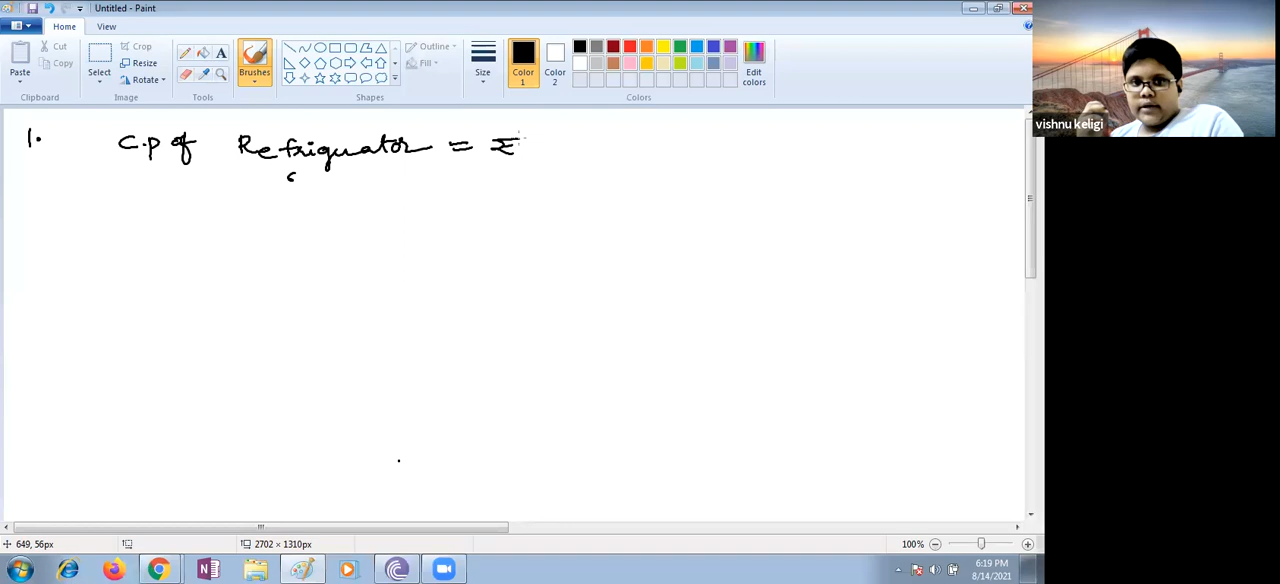 Untitled - Paint
Home View
Paste
Cut
Copy
Clipboard
Select
Crop
Resize
Rotate
Image
Tools
Brushes
Shapes
Outline
Fill
Size
Color 1
Color 2
Edit colors
Colors
vishnu keligi
1. C.p of Refriguator = ₹
649, 56px
2702 × 1310px
100%
6:19 PM
8/14/2021